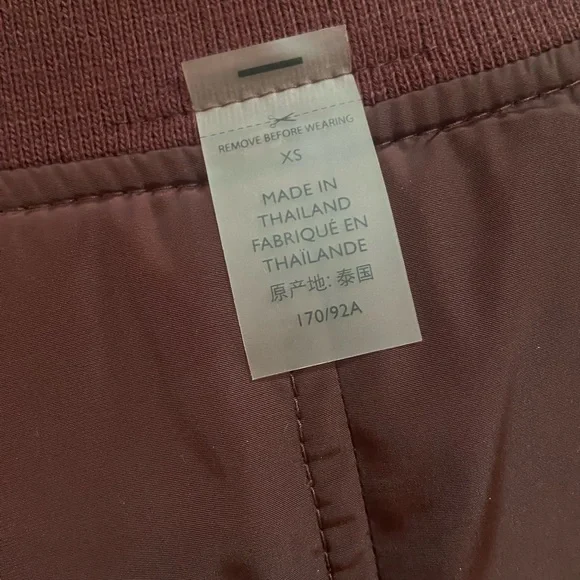 REMOVE BEFORE WEARING
XS
MADE IN
THAILAND
FABRIQUÉ EN
THAÏLANDE
原产地: 泰国
170/92A